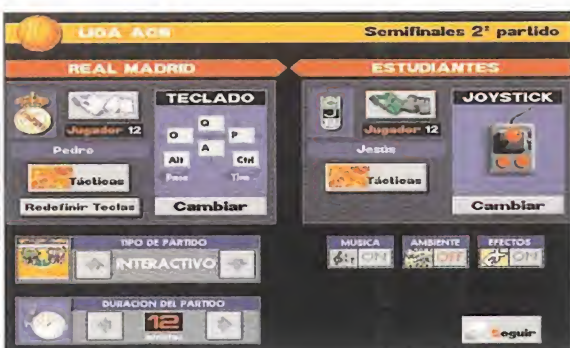 LIGA ACB
Semifinales 2º partido
REAL MADRID
TECLADO
Jugador 12
Pedro
Q
O P
A
Alt Ctrl
Pase Tiro
Tácticas
Redefinir Teclas
Cambiar
ESTUDIANTES
JOYSTICK
Jugador 12
Jesús
Tácticas
Cambiar
TIPO DE PARTIDO
INTERACTIVO
MUSICA
ON
AMBIENTE
OFF
EFECTOS
ON
DURACION DEL PARTIDO
12
Seguir